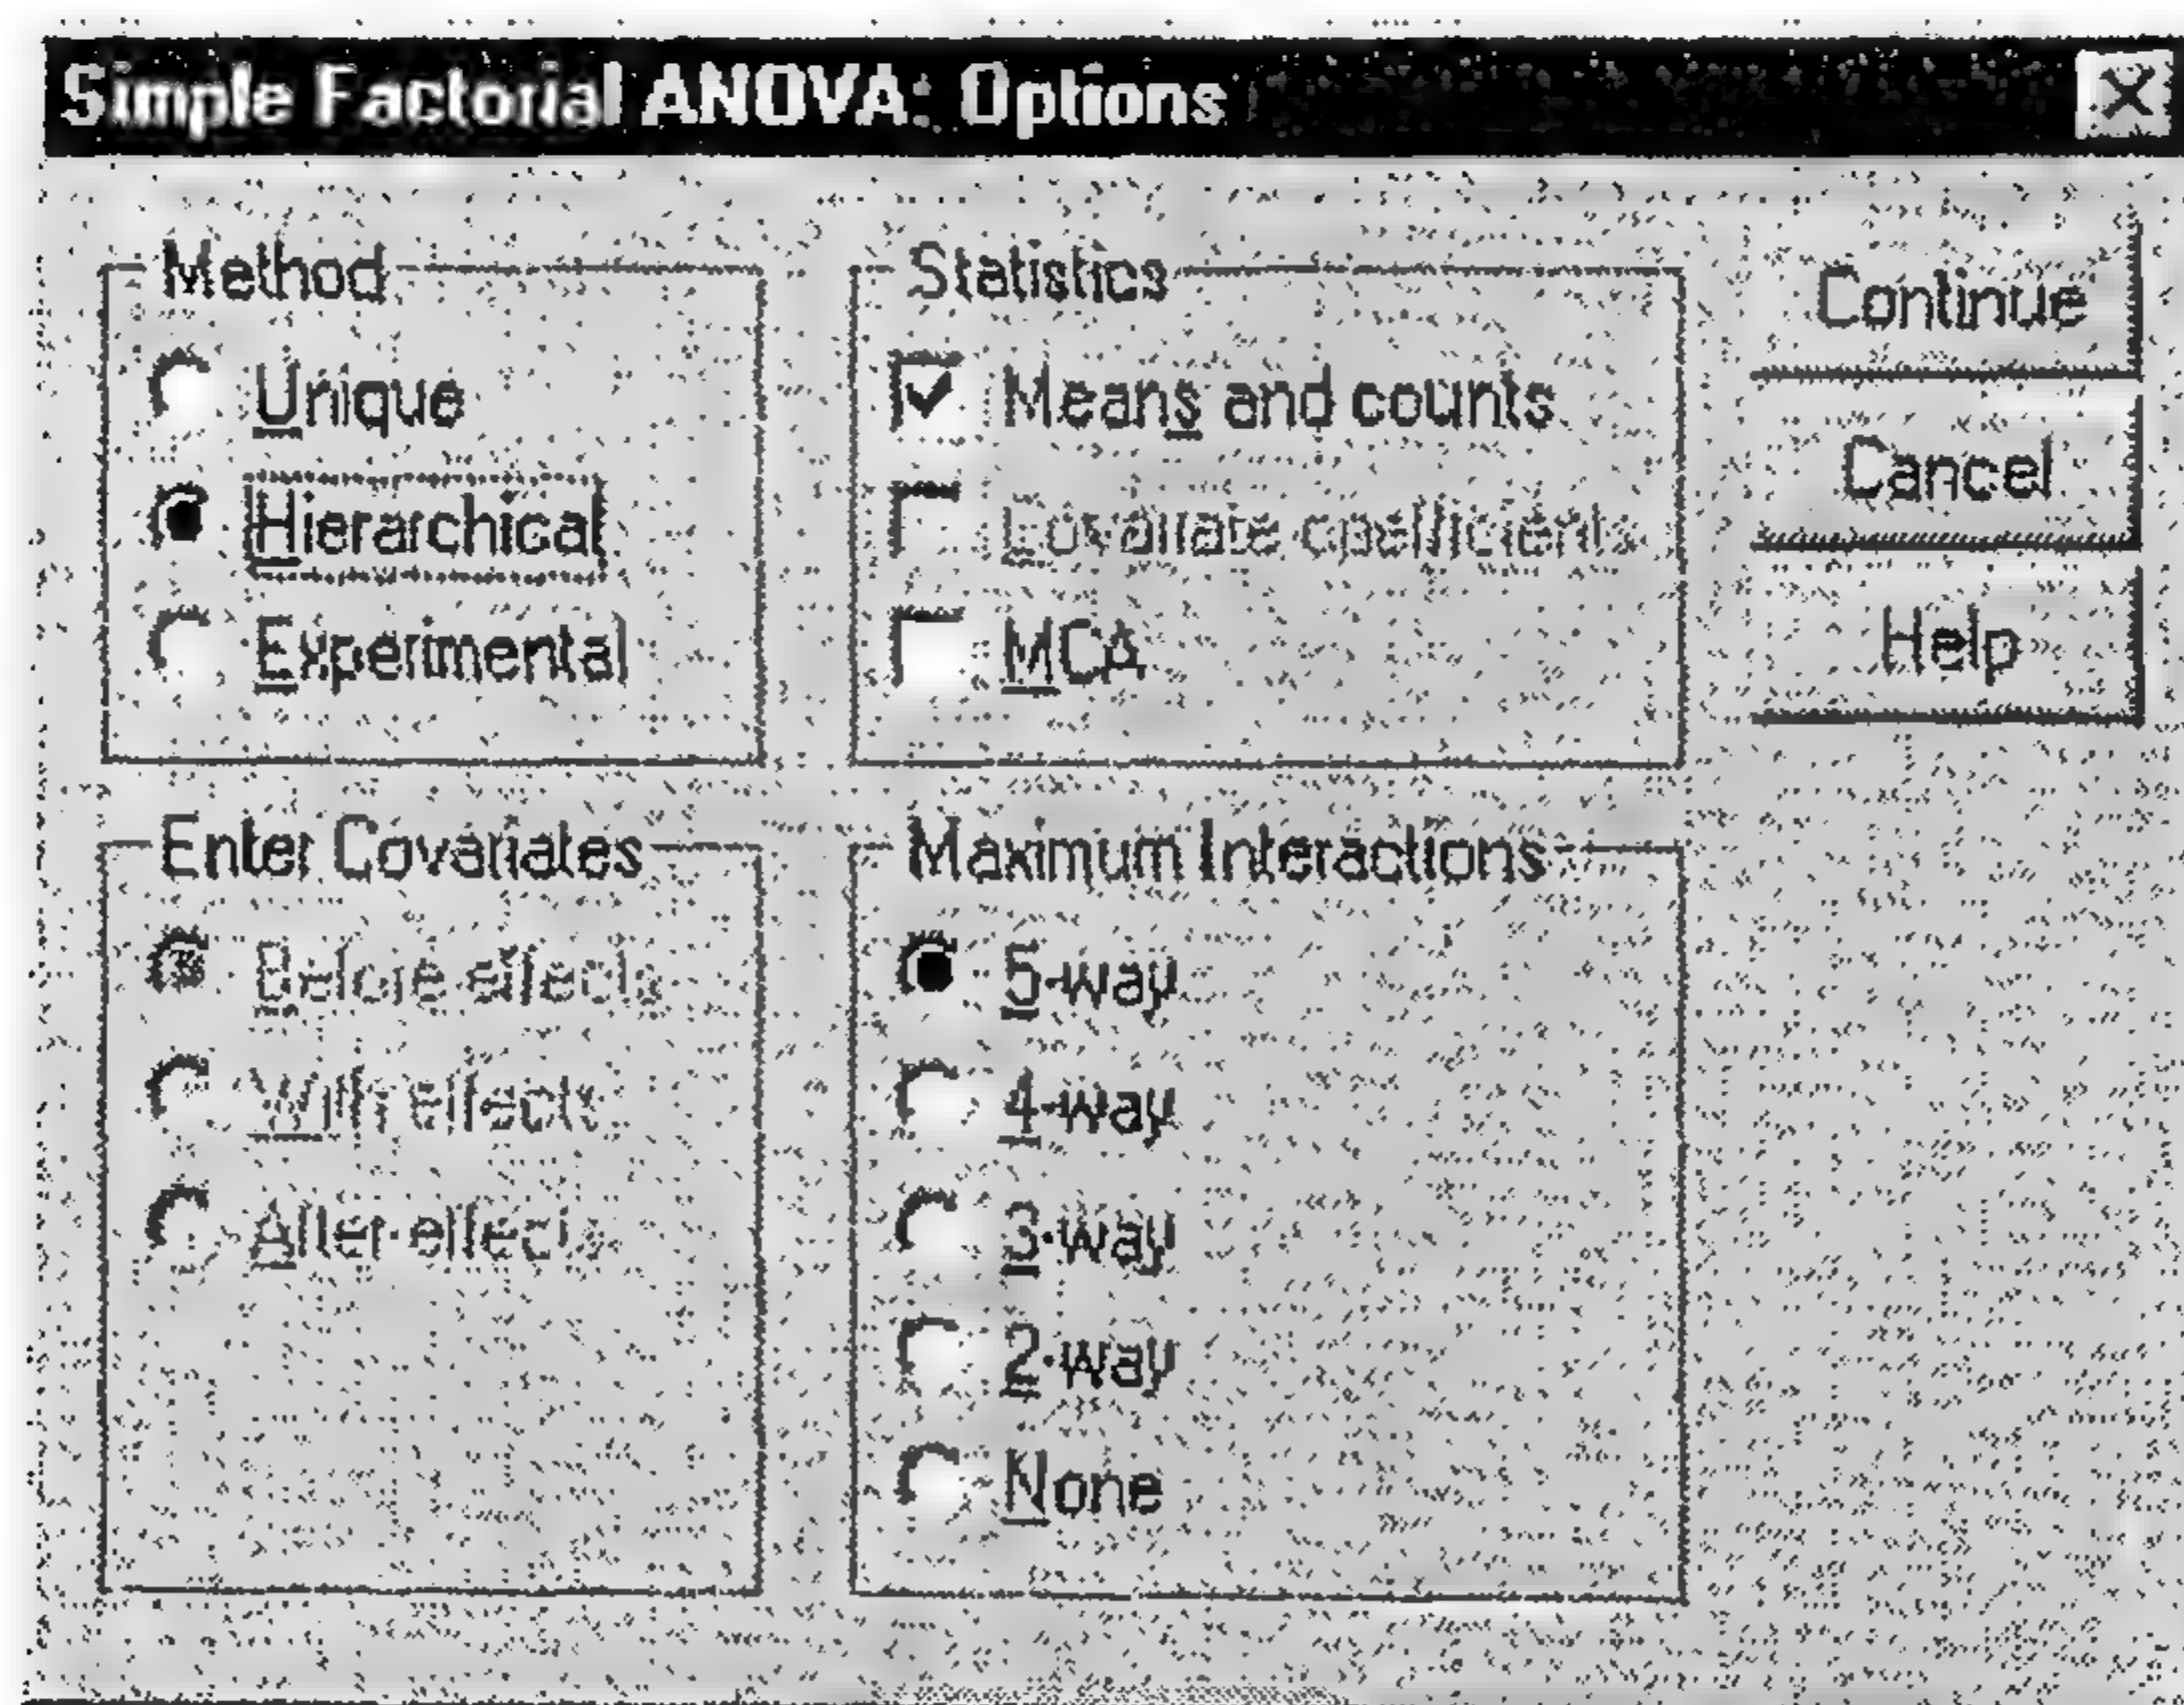 Simple Factorial ANOVA: Options
Method
Unique
Hierarchical
Experimental
Statistics
Means and counts
Covariate coefficients
MCA
Continue
Cancel
Help
Enter Covariates
Before effects
With effects
After effects
Maximum Interactions
5-way
4-way
3-way
2-way
None